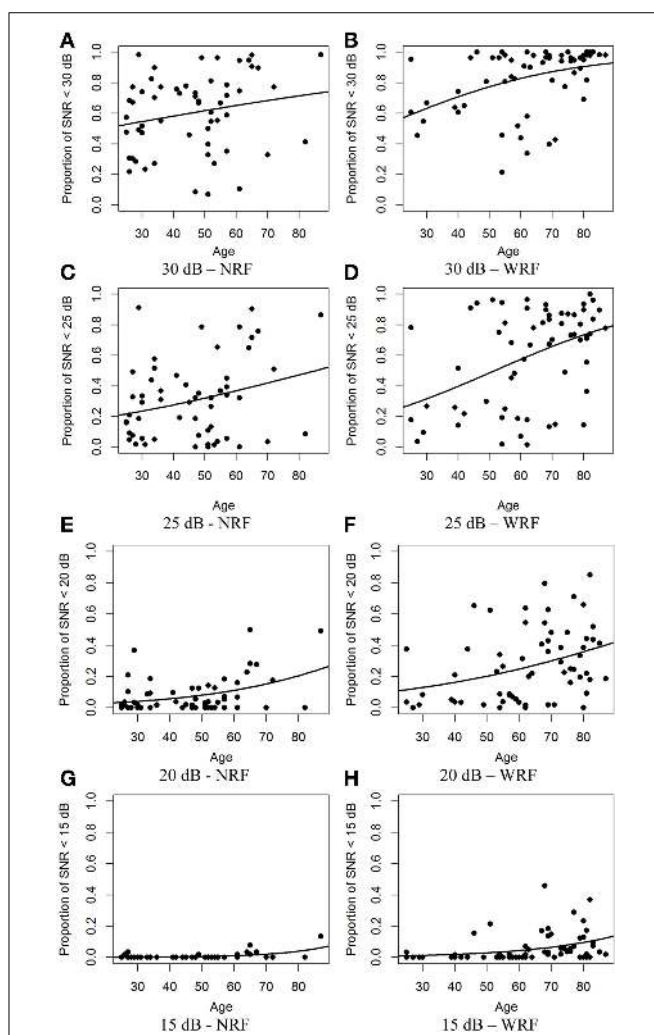 A
B
Proportion of SNR < 30 dB
0.0 0.2 0.4 0.6 0.8 1.0
30 40 50 60 70 80
Age
30 dB – NRF
Proportion of SNR < 30 dB
0.0 0.2 0.4 0.6 0.8 1.0
30 40 50 60 70 80
Age
30 dB – WRF
C
D
Proportion of SNR < 25 dB
0.0 0.2 0.4 0.6 0.8 1.0
30 40 50 60 70 80
Age
25 dB - NRF
Proportion of SNR < 25 dB
0.0 0.2 0.4 0.6 0.8 1.0
30 40 50 60 70 80
Age
25 dB – WRF
E
F
Proportion of SNR < 20 dB
0.0 0.2 0.4 0.6 0.8 1.0
30 40 50 60 70 80
Age
20 dB - NRF
Proportion of SNR < 20 dB
0.0 0.2 0.4 0.6 0.8 1.0
30 40 50 60 70 80
Age
20 dB – WRF
G
H
Proportion of SNR < 15 dB
0.0 0.2 0.4 0.6 0.8 1.0
30 40 50 60 70 80
Age
15 dB - NRF
Proportion of SNR < 15 dB
0.0 0.2 0.4 0.6 0.8 1.0
30 40 50 60 70 80
Age
15 dB – WRF